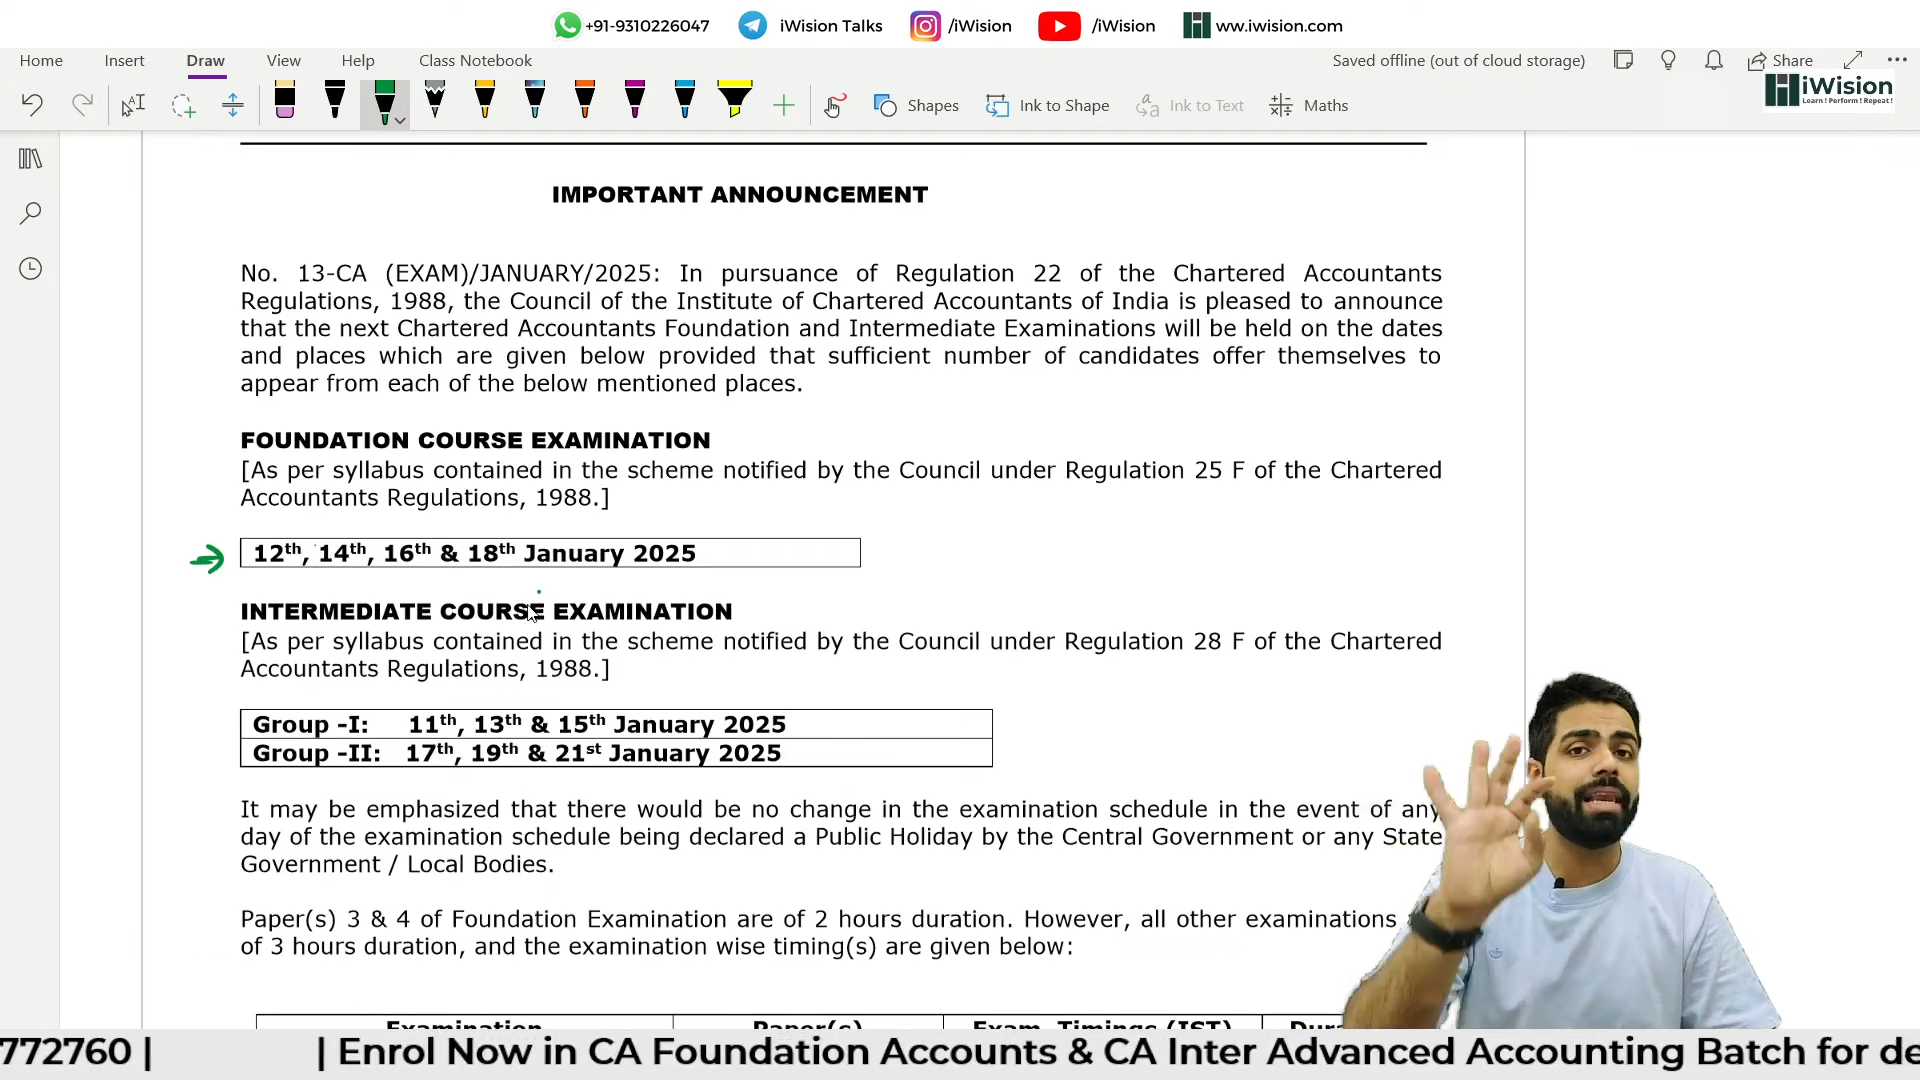 +91-9310226047 iWision Talks /iWision /iWision ww.iwision.com
Home Insert Draw View Help Class Notebook Saved offline (out of cloud storage) Share
Shapes Ink to Shape Ink to Text Maths
iWision
Learn ! Perform ! Repeat !
IMPORTANT ANNOUNCEMENT
No. 13-CA (EXAM)/JANUARY/2025: In pursuance of Regulation 22 of the Chartered Accountants
Regulations, 1988, the Council of the Institute of Chartered Accountants of India is pleased to announce
that the next Chartered Accountants Foundation and Intermediate Examinations will be held on the dates
and places which are given below provided that sufficient number of candidates offer themselves to
appear from each of the below mentioned places.
FOUNDATION COURSE EXAMINATION
[As per syllabus contained in the scheme notified by the Council under Regulation 25 F of the Chartered
Accountants Regulations, 1988.]
12th, 14th, 16th & 18th January 2025
INTERMEDIATE COURSE EXAMINATION
[As per syllabus contained in the scheme notified by the Council under Regulation 28 F of the Chartered
Accountants Regulations, 1988.]
Group -I: 11th, 13th & 15th January 2025
Group -II: 17th, 19th & 21st January 2025
It may be emphasized that there would be no change in the examination schedule in the event of any
day of the examination schedule being declared a Public Holiday by the Central Government or any State
Government / Local Bodies.
Paper(s) 3 & 4 of Foundation Examination are of 2 hours duration. However, all other examinations
of 3 hours duration, and the examination wise timing(s) are given below:
Examination Paper(s) Exam. Timings (IST)
772760 | | Enrol Now in CA Foundation Accounts & CA Inter Advanced Accounting Batch for de